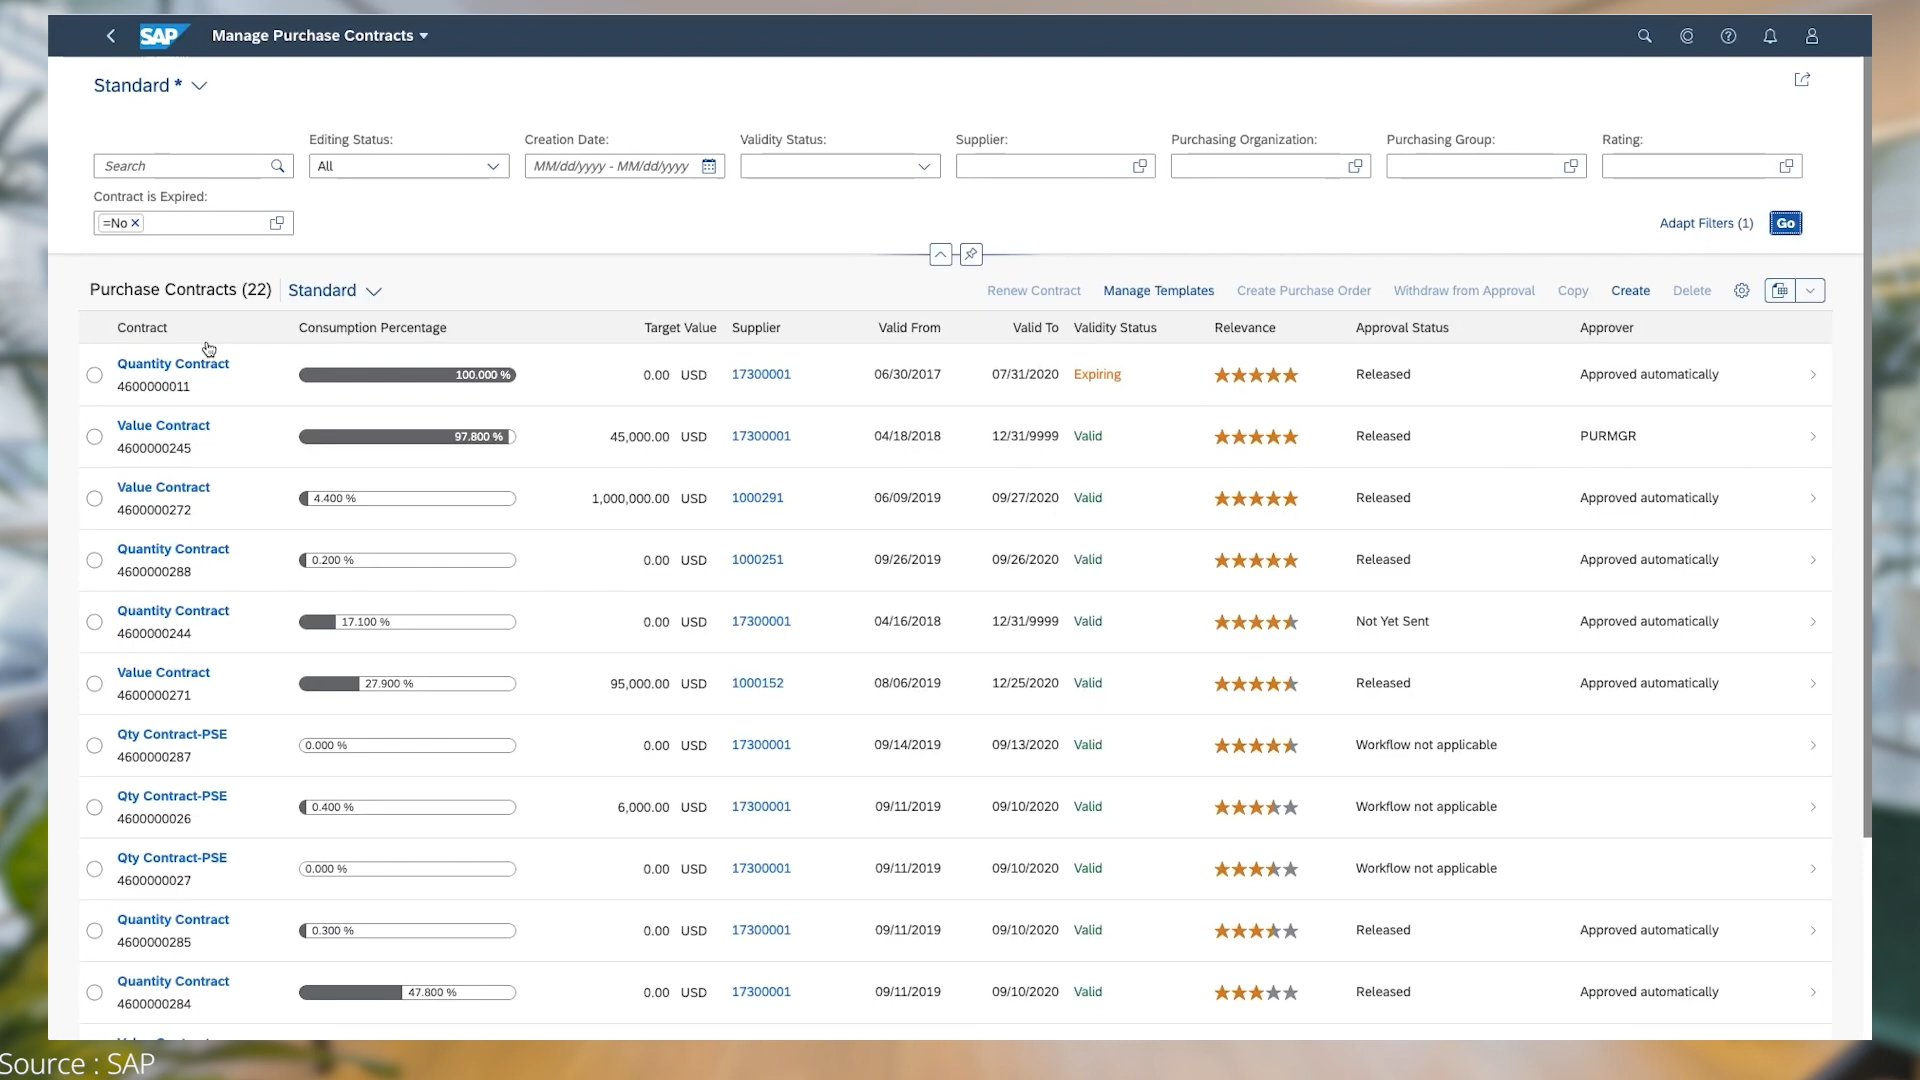 SAP Manage Purchase Contracts
Standard *
Editing Status: Creation Date: Validity Status: Supplier: Purchasing Organization: Purchasing Group: Rating:
Search All MM/dd/yyyy - MM/dd/yyyy
Contract is Expired:
=No Adapt Filters (1) Go
Purchase Contracts (22) Standard Renew Contract Manage Templates Create Purchase Order Withdraw from Approval Copy Create Delete
Contract Consumption Percentage Target Value Supplier Valid From Valid To Validity Status Relevance Approval Status Approver
Quantity Contract
4600000011 100.000 % 0.00 USD 17300001 06/30/2017 07/31/2020 Expiring Released Approved automatically
Value Contract
4600000245 97.800 % 45,000.00 USD 17300001 04/18/2018 12/31/9999 Valid Released PURMGR
Value Contract
4600000272 4.400 % 1,000,000.00 USD 1000291 06/09/2019 09/27/2020 Valid Released Approved automatically
Quantity Contract
4600000288 0.200 % 0.00 USD 1000251 09/26/2019 09/26/2020 Valid Released Approved automatically
Quantity Contract
4600000244 17.100 % 0.00 USD 17300001 04/16/2018 12/31/9999 Valid Not Yet Sent Approved automatically
Value Contract
4600000271 27.900 % 95,000.00 USD 1000152 08/06/2019 12/25/2020 Valid Released Approved automatically
Qty Contract-PSE
4600000287 0.000 % 0.00 USD 17300001 09/14/2019 09/13/2020 Valid Workflow not applicable
Qty Contract-PSE
4600000026 0.400 % 6,000.00 USD 17300001 09/11/2019 09/10/2020 Valid Workflow not applicable
Qty Contract-PSE
4600000027 0.000 % 0.00 USD 17300001 09/11/2019 09/10/2020 Valid Workflow not applicable
Quantity Contract
4600000285 0.300 % 0.00 USD 17300001 09/11/2019 09/10/2020 Valid Released Approved automatically
Quantity Contract
4600000284 47.800 % 0.00 USD 17300001 09/11/2019 09/10/2020 Valid Released Approved automatically
Source : SAP